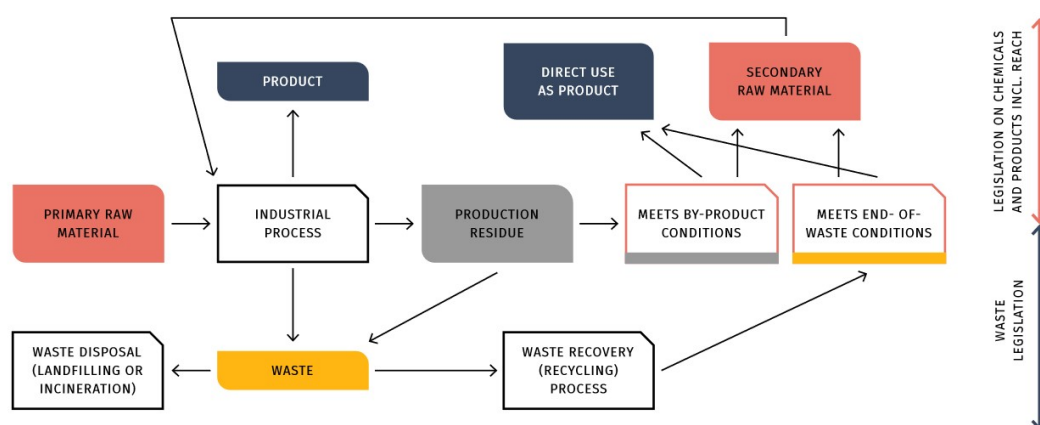 PRODUCT
DIRECT USE
AS PRODUCT
SECONDARY
RAW MATERIAL
LEGISLATION ON CHEMICALS
AND PRODUCTS INCL. REACH
PRIMARY RAW
MATERIAL
INDUSTRIAL
PROCESS
PRODUCTION
RESIDUE
MEETS BY-PRODUCT
CONDITIONS
MEETS END- OF-
WASTE CONDITIONS
WASTE DISPOSAL
(LANDFILLING OR
INCINERATION)
WASTE
WASTE RECOVERY
(RECYCLING)
PROCESS
WASTE
LEGISLATION